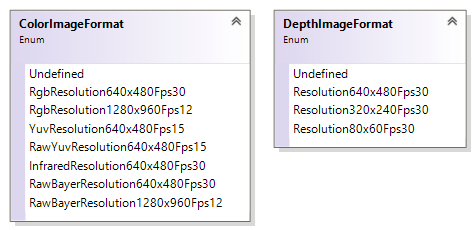 ColorImageFormat
Enum
Undefined
RgbResolution640x480Fps30
RgbResolution1280x960Fps12
YuvResolution640x480Fps15
RawYuvResolution640x480Fps15
InfraredResolution640x480Fps30
RawBayerResolution640x480Fps30
RawBayerResolution1280x960Fps12
DepthImageFormat
Enum
Undefined
Resolution640x480Fps30
Resolution320x240Fps30
Resolution80x60Fps30